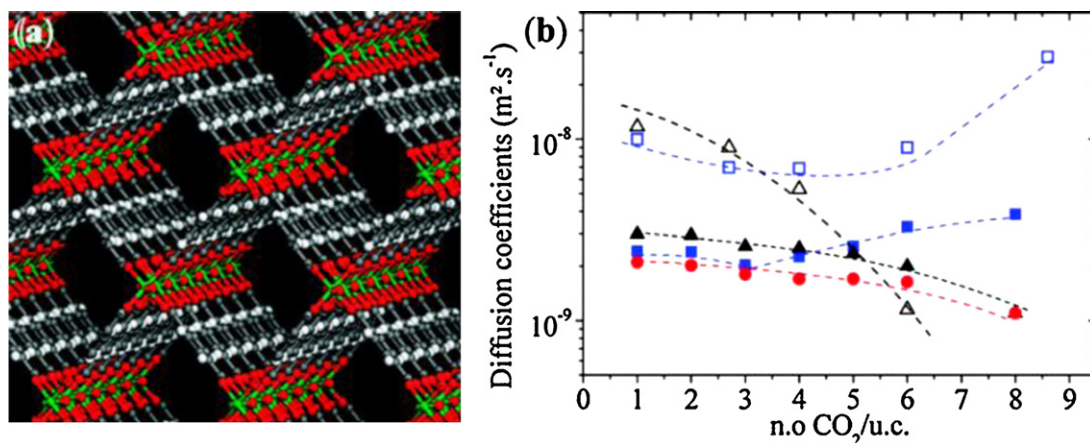 (a)
(b)
Diffusion coefficients (m².s⁻¹)
10⁻⁸
10⁻⁹
0 1 2 3 4 5 6 7 8 9
n.o CO₂/u.c.